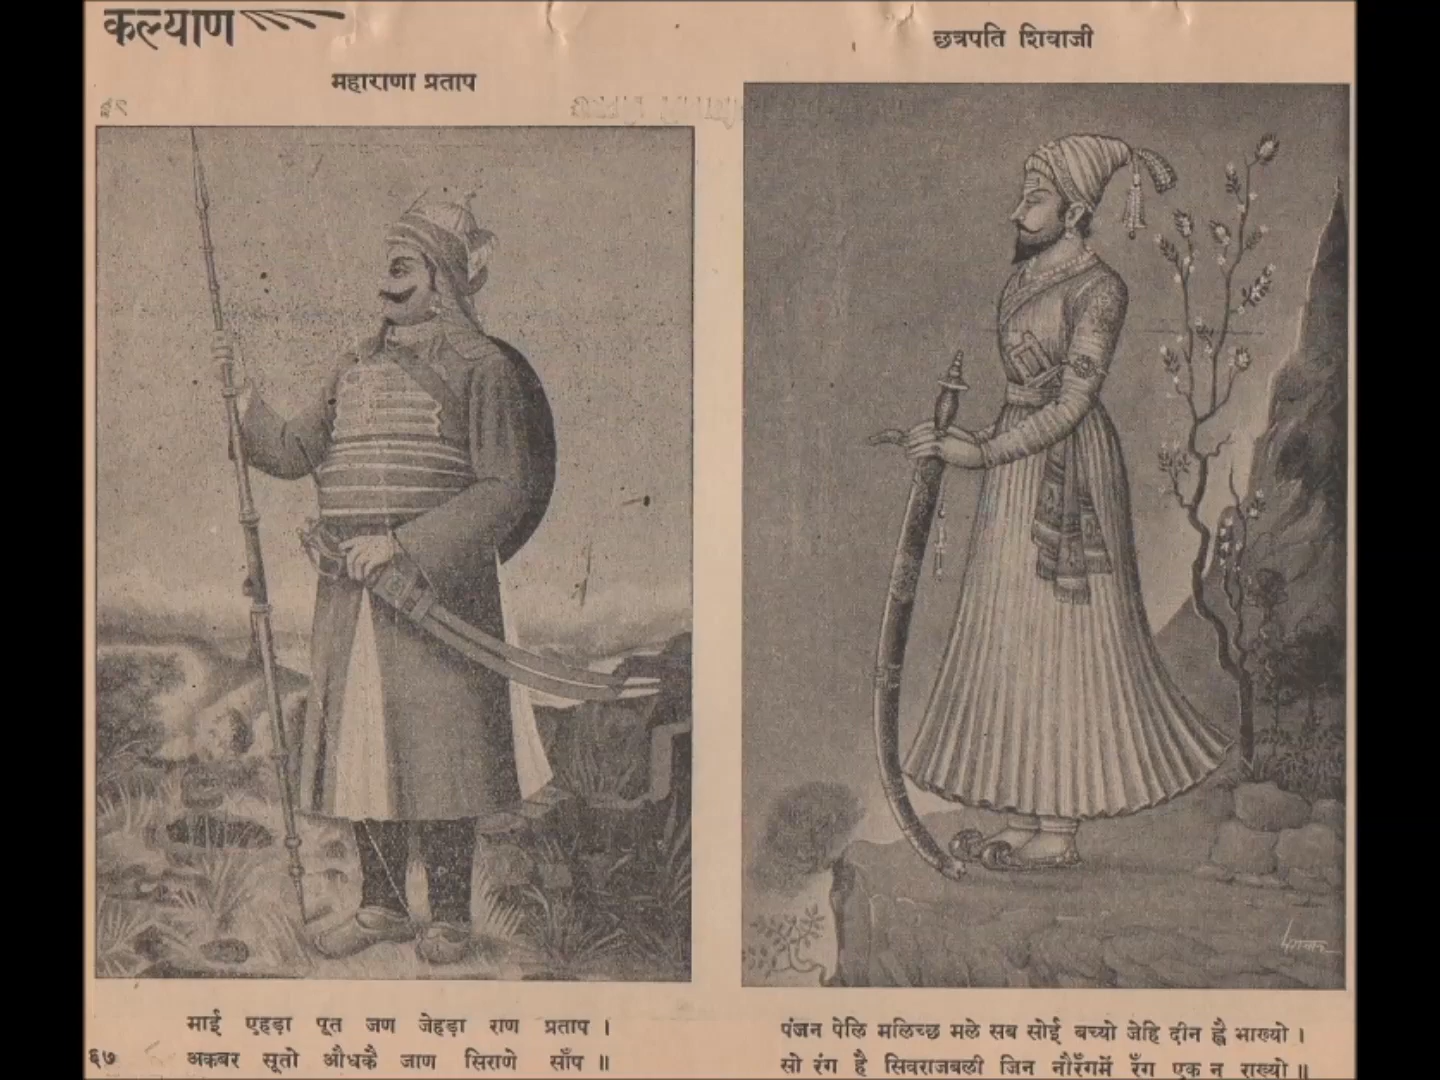 कल्याण
महाराणा प्रताप
छत्रपति शिवाजी
माई एहड़ा पूत जण जेहड़ा राण प्रताप ।
अकबर सूतो औधकै जाण सिराणे साँप ॥
६७
पंजन पेलि मलिच्छ मले सब सोई बच्यो जेहि दीन ह्वै भाख्यो ।
सो रंग है सिवराजबली जिन नौरँगमें रँग एक न राख्यो ॥